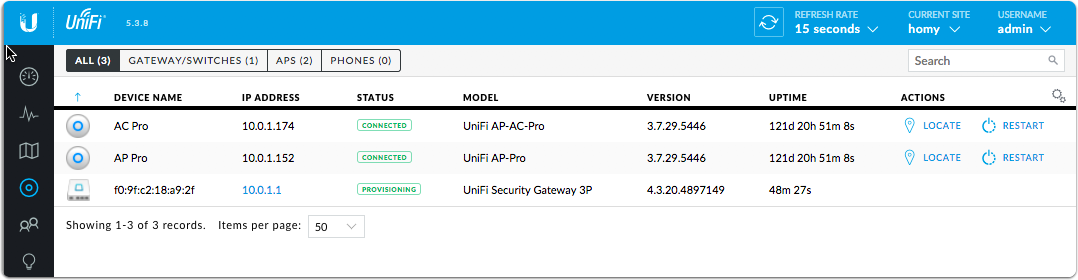 UniFi® 5.3.8
REFRESH RATE CURRENT SITE USERNAME
15 seconds homy admin
ALL (3) GATEWAY/SWITCHES (1) APS (2) PHONES (0) Search
↑ DEVICE NAME IP ADDRESS STATUS MODEL VERSION UPTIME ACTIONS
AC Pro 10.0.1.174 CONNECTED UniFi AP-AC-Pro 3.7.29.5446 121d 20h 51m 8s LOCATE RESTART
AP Pro 10.0.1.152 CONNECTED UniFi AP-Pro 3.7.29.5446 121d 20h 51m 8s LOCATE RESTART
f0:9f:c2:18:a9:2f 10.0.1.1 PROVISIONING UniFi Security Gateway 3P 4.3.20.4897149 48m 27s
Showing 1-3 of 3 records. Items per page: 50